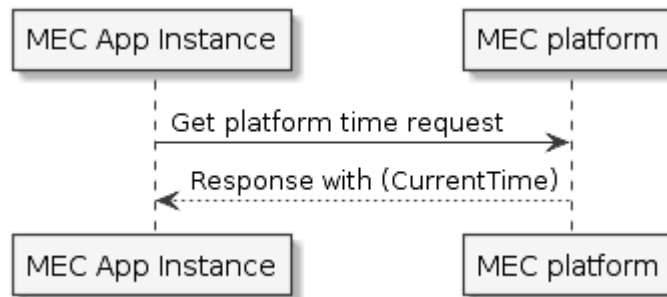 MEC App Instance
MEC platform
Get platform time request
Response with (CurrentTime)
MEC App Instance
MEC platform